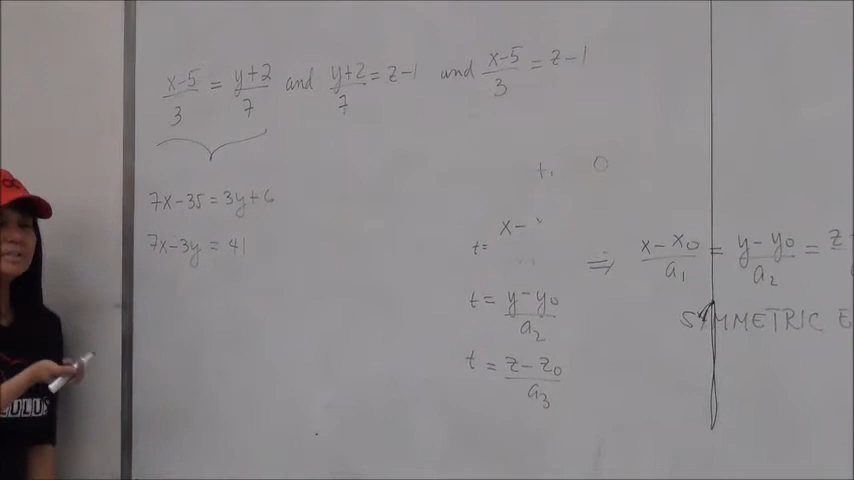 x-5/3 = y+2/7 and y+2/7 = z-1 and x-5/3 = z-1
7x-35 = 3y+6
7x-3y = 41
t= x-
t = y-y₀/a₂
t = z-z₀/a₃
⇒ x-x₀/a₁ = y-y₀/a₂ = z
SYMMETRIC E
ULUS